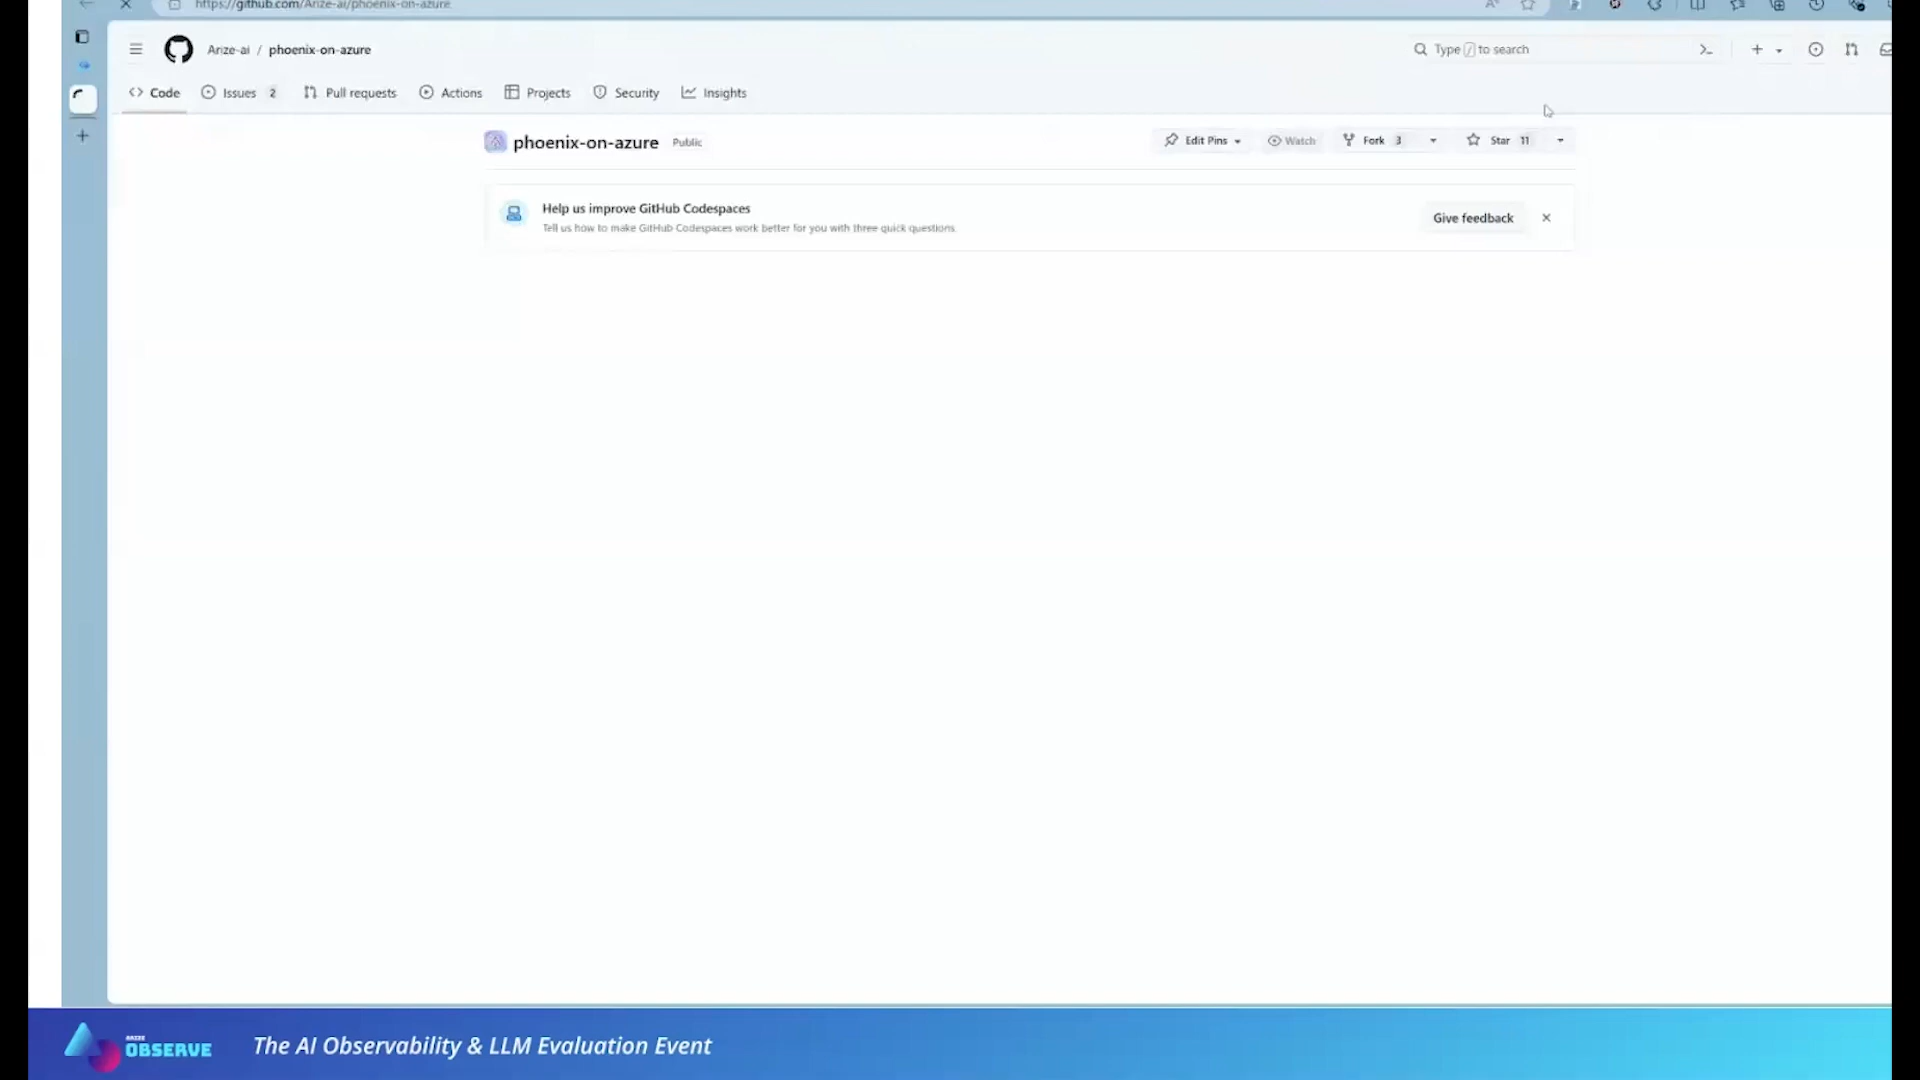 https://github.com/Arize-ai/phoenix-on-azure
Arize-ai / phoenix-on-azure
Type / to search
Code Issues 2 Pull requests Actions Projects Security Insights
phoenix-on-azure Public
Edit Pins Watch Fork 3 Star 11
Help us improve GitHub Codespaces
Tell us how to make GitHub Codespaces work better for you with three quick questions
Give feedback
ARIZE
OBSERVE
The AI Observability & LLM Evaluation Event